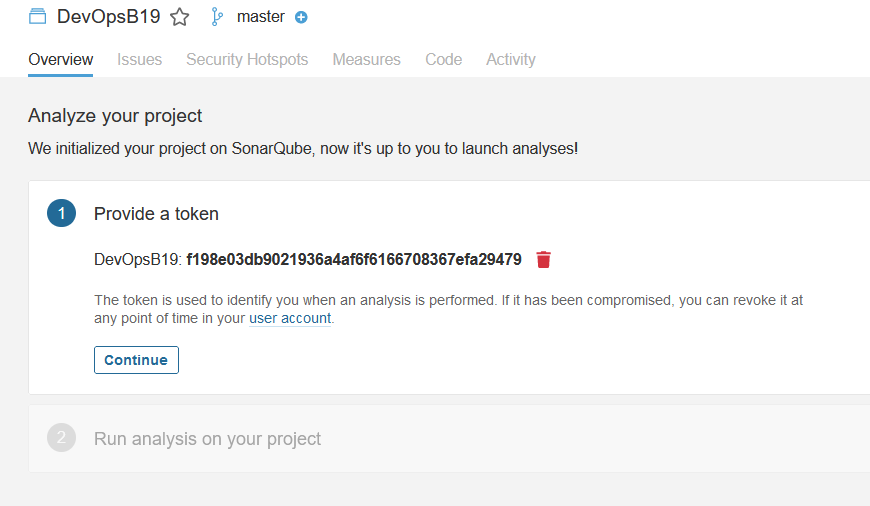 DevOpsB19 master
Overview Issues Security Hotspots Measures Code Activity
Analyze your project
We initialized your project on SonarQube, now it's up to you to launch analyses!
1 Provide a token
DevOpsB19: f198e03db9021936a4af6f6166708367efa29479
The token is used to identify you when an analysis is performed. If it has been compromised, you can revoke it at
any point of time in your user account.
Continue
2 Run analysis on your project